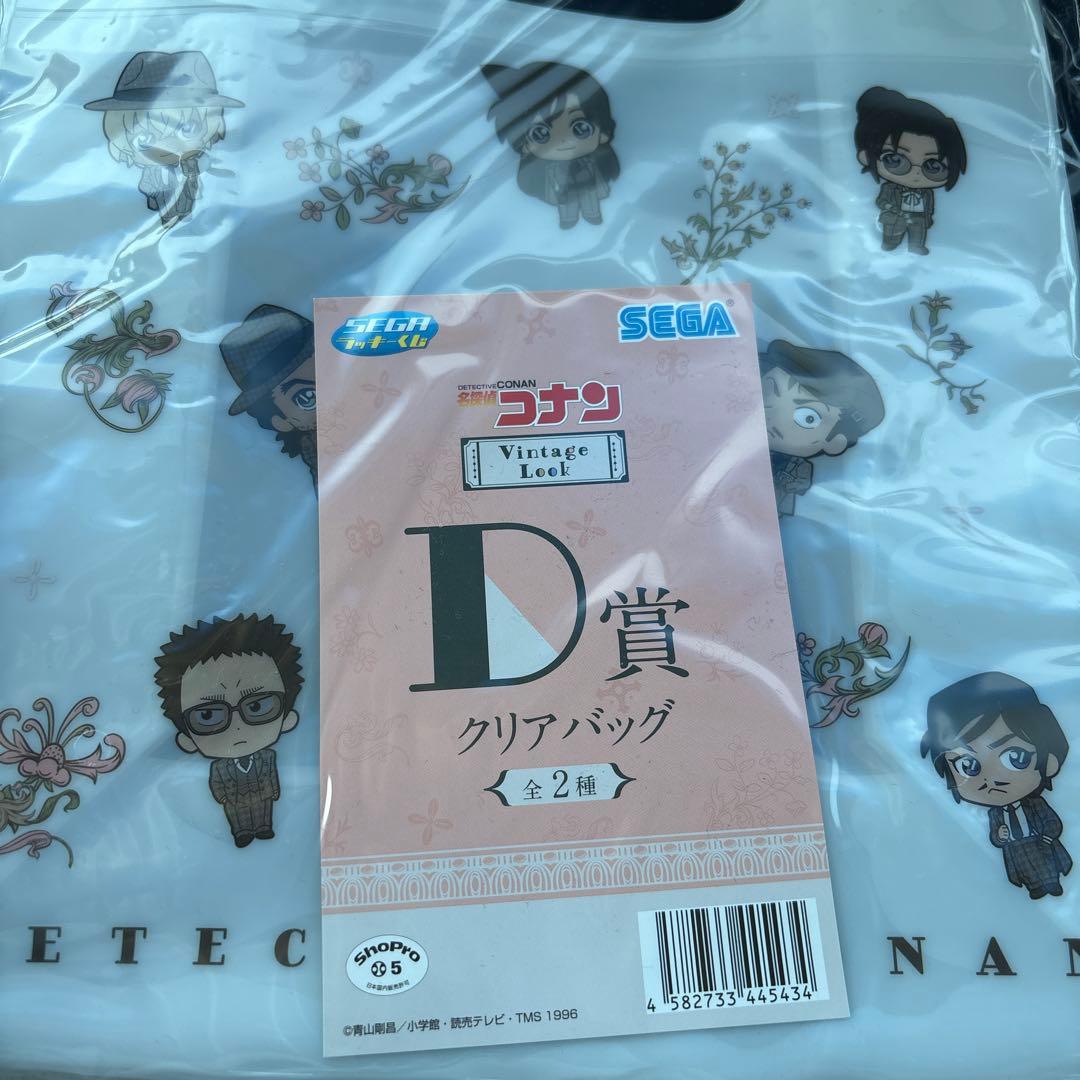 SEGA
ラッキーくじ
SEGA®
DETECTIVE CONAN
名探偵コナン
Vintage
Look
D賞
クリアバッグ
全2種
ETEC
NAN
ShoPro
5
日本国内販売許可
4 582733 445434
©青山剛昌／小学館・読売テレビ・TMS 1996